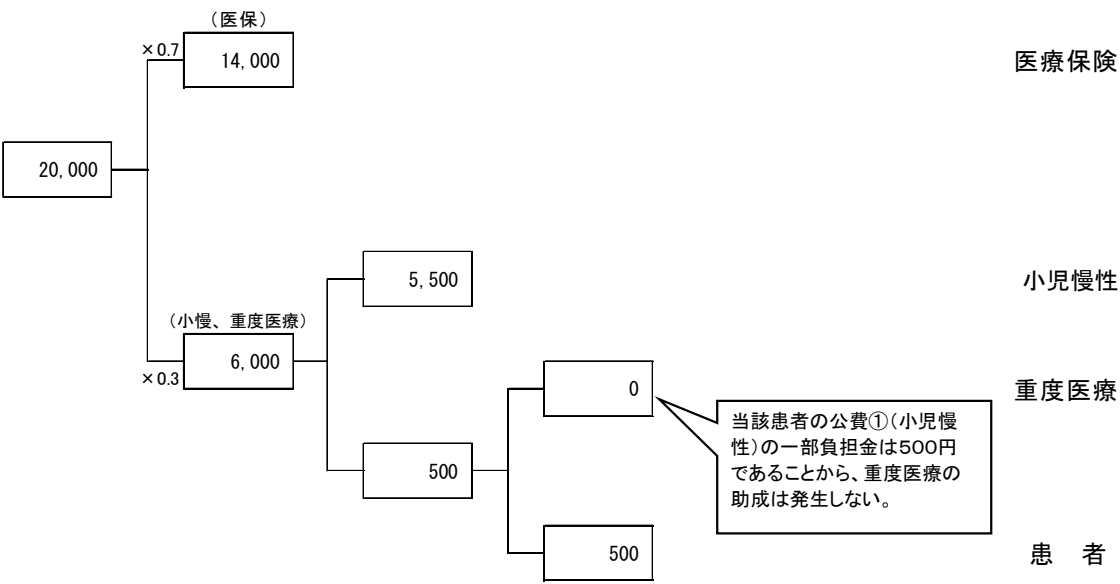 （医保）
×0.7
14,000
医療保険
20,000
5,500
小児慢性
（小慢、重度医療）
6,000
×0.3
0
重度医療
当該患者の公費①（小児慢
性）の一部負担金は500円
であることから、重度医療の
助成は発生しない。
500
500
患　者